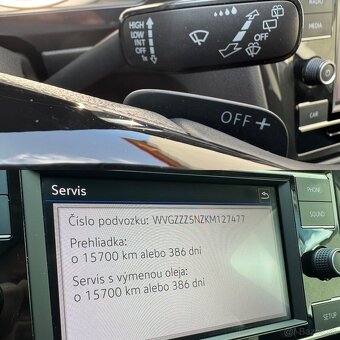 HIGH
LOW
INT
OFF
1x
OFF +
RADIO
MEDIA
CAR
Servis
Číslo podvozku: WVGZZZ5NZKM127477
Prehliadka:
o 15700 km alebo 386 dní
Servis s výmenou oleja:
o 15700 km alebo 386 dní
PHONE
SOUND
SETUP